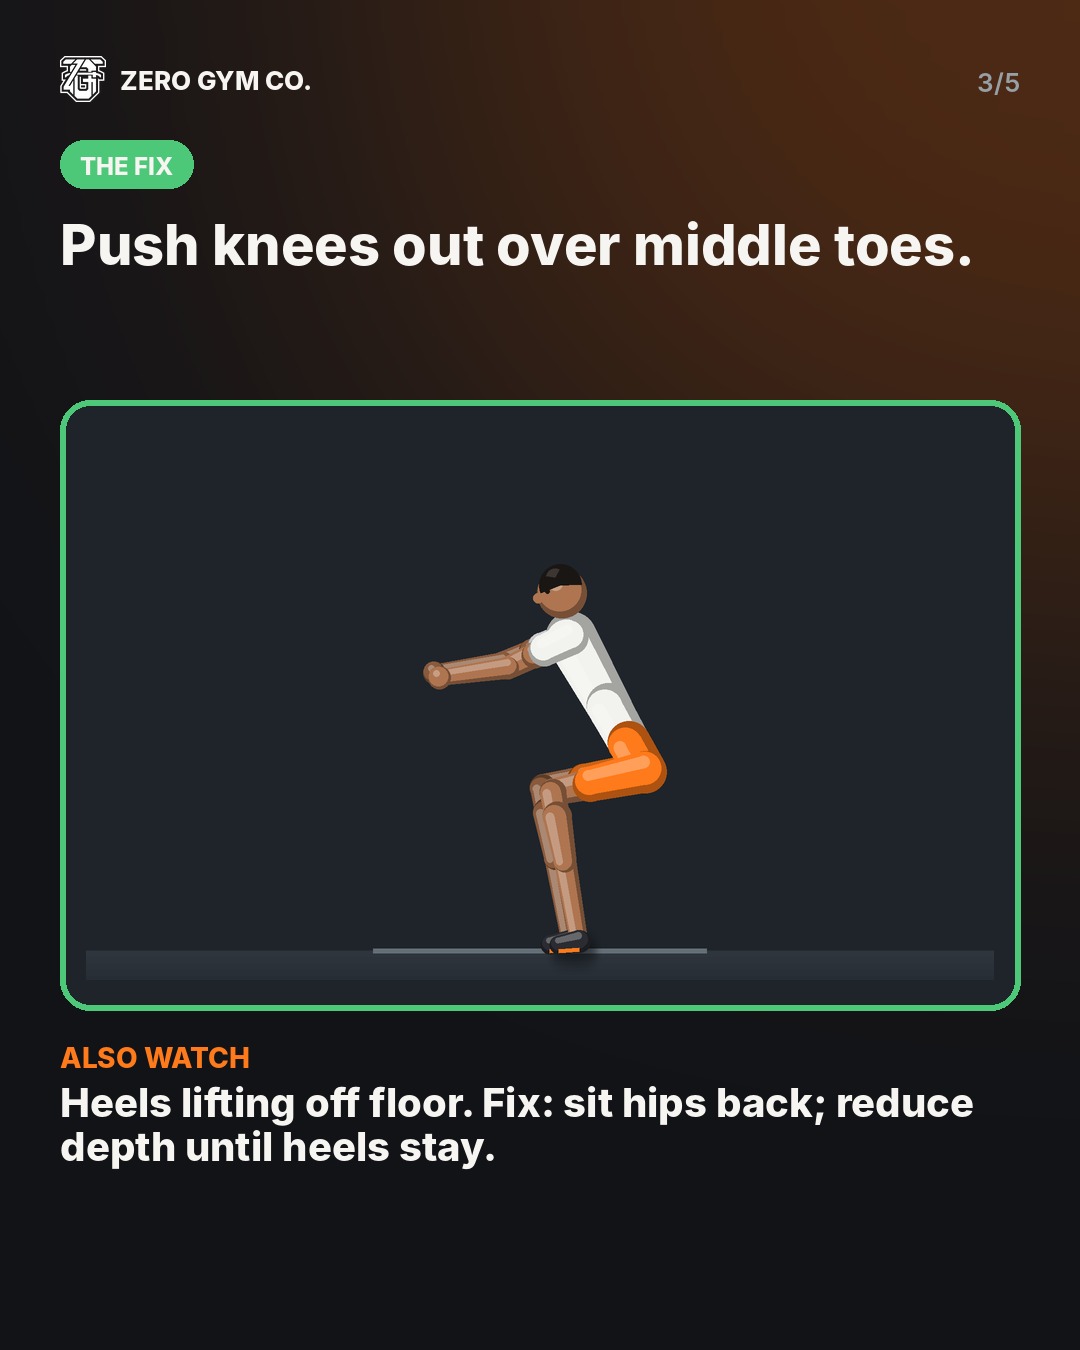 ZERO GYM CO.
3/5
THE FIX
Push knees out over middle toes.
ALSO WATCH
Heels lifting off floor. Fix: sit hips back; reduce
depth until heels stay.